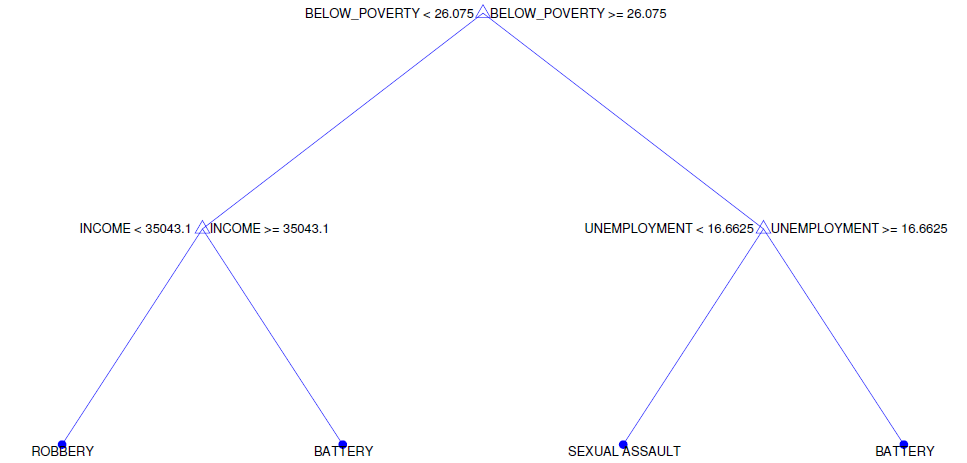 BELOW_POVERTY < 26.075 BELOW_POVERTY >= 26.075
INCOME < 35043.1 INCOME >= 35043.1 UNEMPLOYMENT < 16.6625 UNEMPLOYMENT >= 16.6625
ROBBERY BATTERY SEXUAL ASSAULT BATTERY